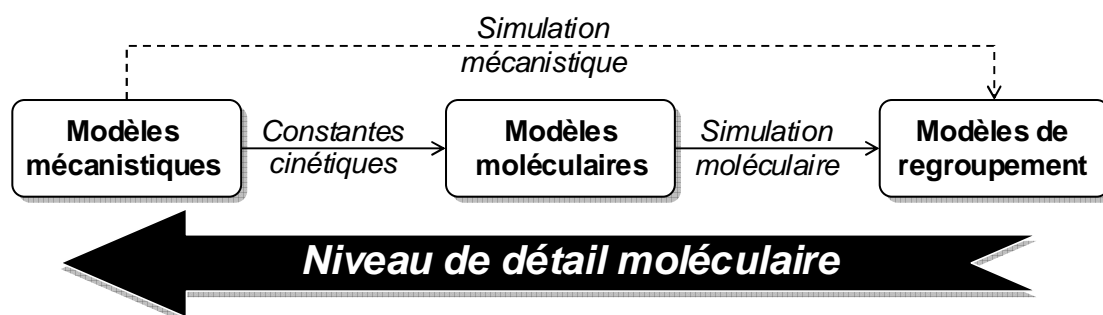 Simulation
mécanistique
Modèles
mécanistiques
Constantes
cinétiques
Modèles
moléculaires
Simulation
moléculaire
Modèles de
regroupement
Niveau de détail moléculaire